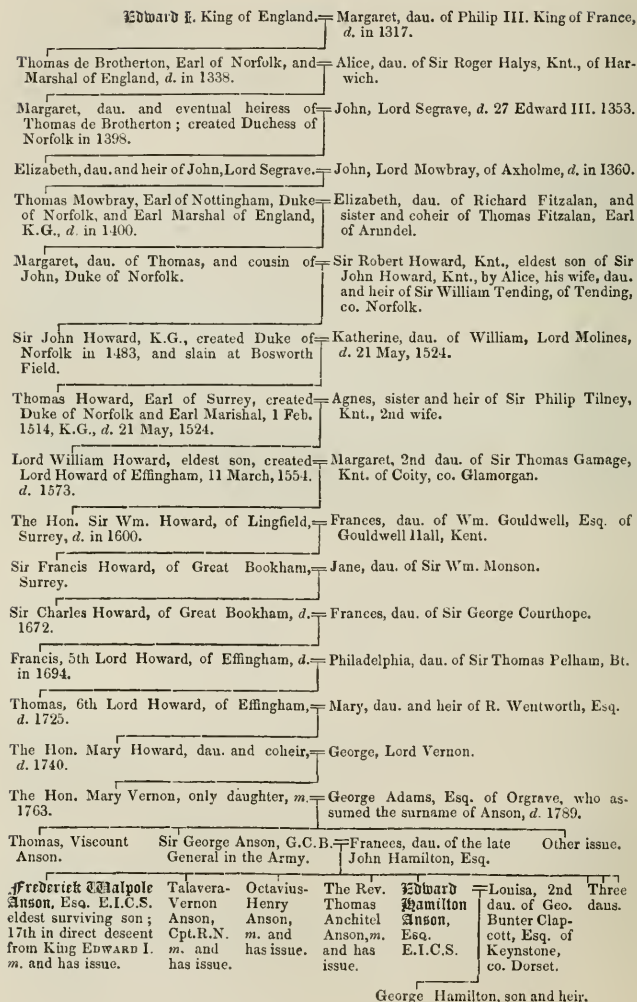 Edward I. King of England.═Margaret, dau. of Philip III. King of France,
d. in 1317.
Thomas de Brotherton, Earl of Norfolk, and═Alice, dau. of Sir Roger Halys, Knt., of Har-
Marshal of England, d. in 1338. wich.
Margaret, dau. and eventual heiress of═John, Lord Segrave, d. 27 Edward III. 1353.
Thomas de Brotherton; created Duchess of
Norfolk in 1398.
Elizabeth, dau. and heir of John, Lord Segrave.═John, Lord Mowbray, of Axholme, d. in 1360.
Thomas Mowbray, Earl of Nottingham, Duke═Elizabeth, dau. of Richard Fitzalan, and
of Norfolk, and Earl Marshal of England, sister and coheir of Thomas Fitzalan, Earl
K.G., d. in 1400. of Arundel.
Margaret, dau. of Thomas, and cousin of═Sir Robert Howard, Knt., eldest son of Sir
John, Duke of Norfolk. John Howard, Knt., by Alice, his wife, dau.
and heir of Sir William Tending, of Tending,
co. Norfolk.
Sir John Howard, K.G., created Duke of═Katherine, dau. of William, Lord Molines,
Norfolk in 1483, and slain at Bosworth d. 21 May, 1524.
Field.
Thomas Howard, Earl of Surrey, created═Agnes, sister and heir of Sir Philip Tilney,
Duke of Norfolk and Earl Marishal, 1 Feb. Knt., 2nd wife.
1514, K.G., d. 21 May, 1524.
Lord William Howard, eldest son, created═Margaret, 2nd dau. of Sir Thomas Gamage,
Lord Howard of Effingham, 11 March, 1554. Knt. of Coity, co. Glamorgan.
d. 1573.
The Hon. Sir Wm. Howard, of Lingfield,═Frances, dau. of Wm. Gouldwell, Esq. of
Surrey, d. in 1600. Gouldwell Hall, Kent.
Sir Francis Howard, of Great Bookham,═Jane, dau. of Sir Wm. Monson.
Surrey.
Sir Charles Howard, of Great Bookham, d.═Frances, dau. of Sir George Courthope.
1672.
Francis, 5th Lord Howard, of Effingham, d.═Philadelphia, dau. of Sir Thomas Pelham, Bt.
in 1694.
Thomas, 6th Lord Howard, of Effingham,═Mary, dau. and heir of R. Wentworth, Esq.
d. 1725.
The Hon. Mary Howard, dau. and coheir,═George, Lord Vernon.
d. 1740.
The Hon. Mary Vernon, only daughter, m.═George Adams, Esq. of Orgrave, who as-
1763. sumed the surname of Anson, d. 1789.
Thomas, Viscount Sir George Anson, G.C.B.═Frances, dau. of the late Other issue.
Anson. General in the Army. John Hamilton, Esq.
Frederick Walpole Talavera- Octavius- The Rev. Edward ═Louisa, 2nd Three
Anson, Esq. E.I.C.S. Vernon Henry Thomas Hamilton dau. of Geo. daus.
eldest surviving son; Anson, Anson, Anchitel Anson, Bunter Clap-
17th in direct descent Cpt.R.N. m. and Anson, m. Esq. cott, Esq. of
from King EDWARD I. m. and has issue. and has E.I.C.S. Keynstone,
m. and has issue. has issue. issue. co. Dorset.
George Hamilton, son and heir.